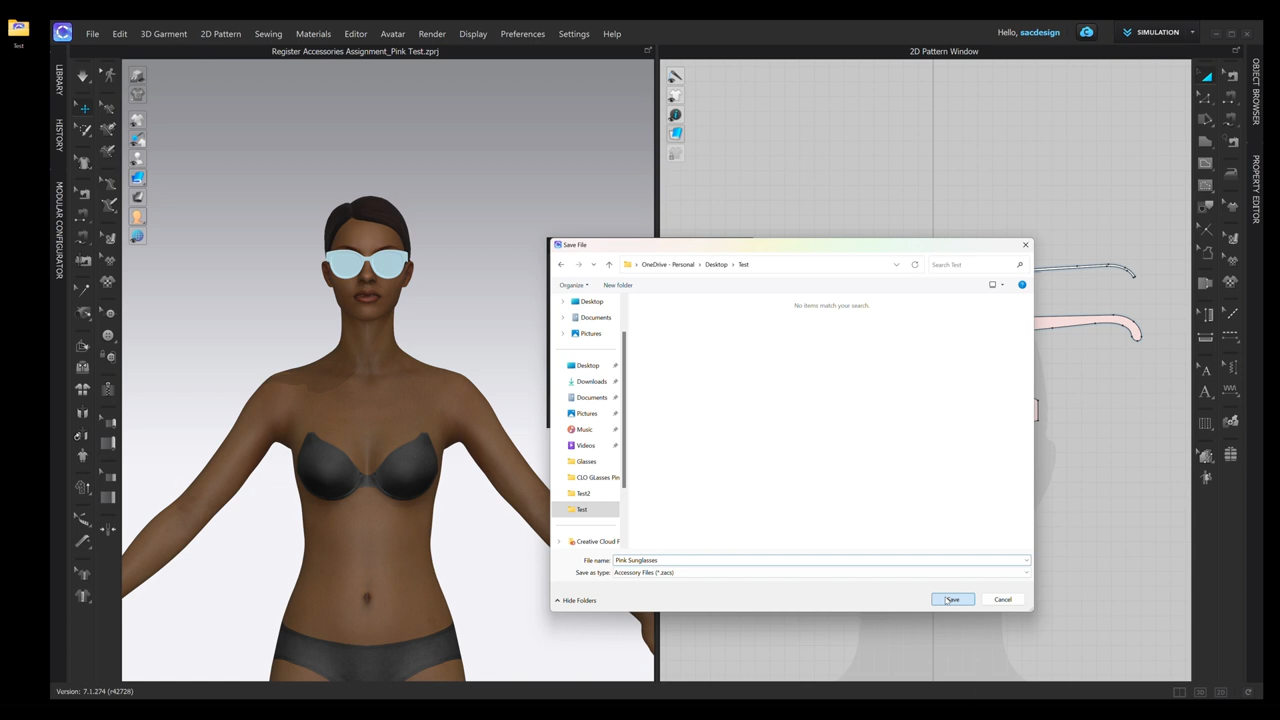 Test
File Edit 3D Garment 2D Pattern Sewing Materials Editor Avatar Render Display Preferences Settings Help
Hello, sacdesign
SIMULATION
Register Accessories Assignment_Pink Test.zprj
2D Pattern Window
LIBRARY
HISTORY
MODULAR CONFIGURATOR
OBJECT BROWSER
PROPERTY EDITOR
Save File
OneDrive - Personal > Desktop > Test
Search Test
Organize
New folder
Desktop
Documents
Pictures
Desktop
Downloads
Documents
Pictures
Music
Videos
Glasses
CLO GLasses Pin
Test2
Test
Creative Cloud F
No items match your search.
File name: Pink Sunglasses
Save as type: Accessory Files (*.zacs)
Hide Folders
Save
Cancel
Version: 7.1.274 (r42728)
3D
2D